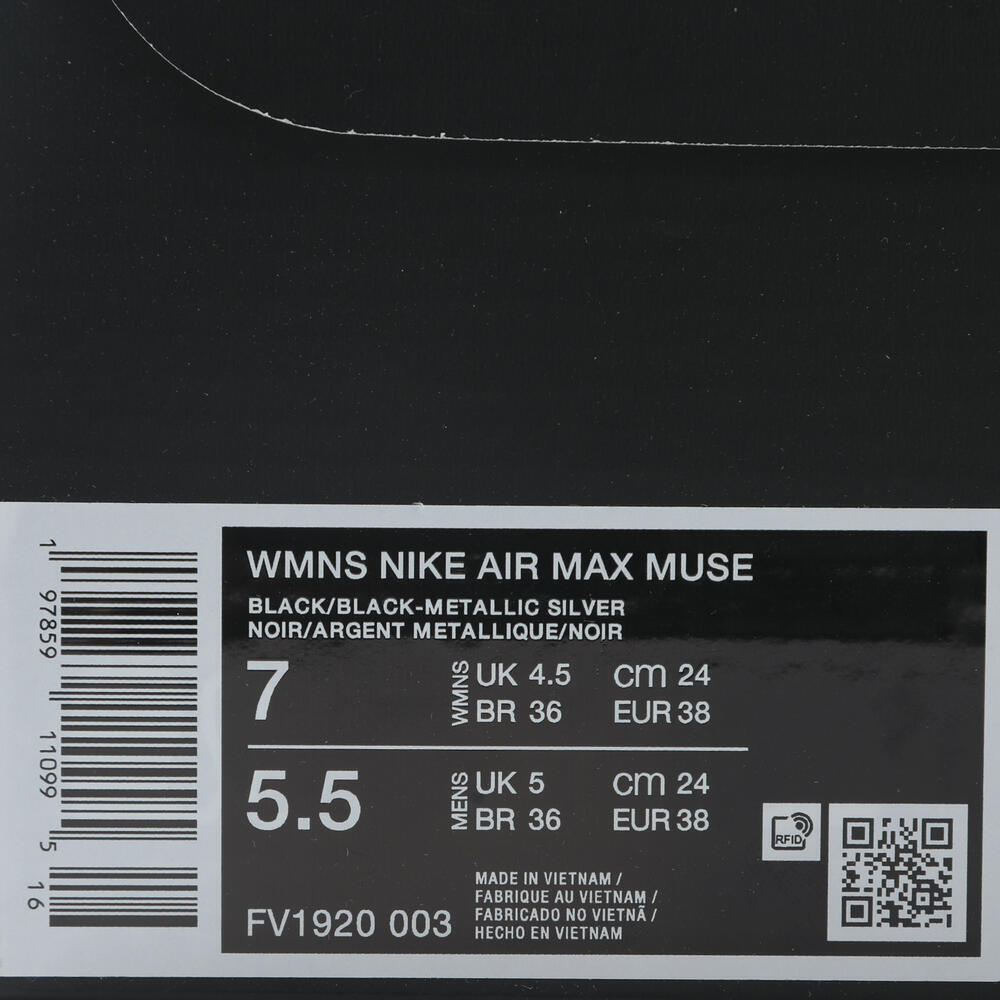 WMNS NIKE AIR MAX MUSE
BLACK/BLACK-METALLIC SILVER
NOIR/ARGENT METALLIQUE/NOIR
7
WMNS
UK 4.5 cm 24
BR 36 EUR 38
5.5
MENS
UK 5 cm 24
BR 36 EUR 38
MADE IN VIETNAM /
FABRIQUE AU VIETNAM /
FABRICADO NO VIETNÃ /
HECHO EN VIETNAM
FV1920 003
RFID
1 97859 11099 5 16